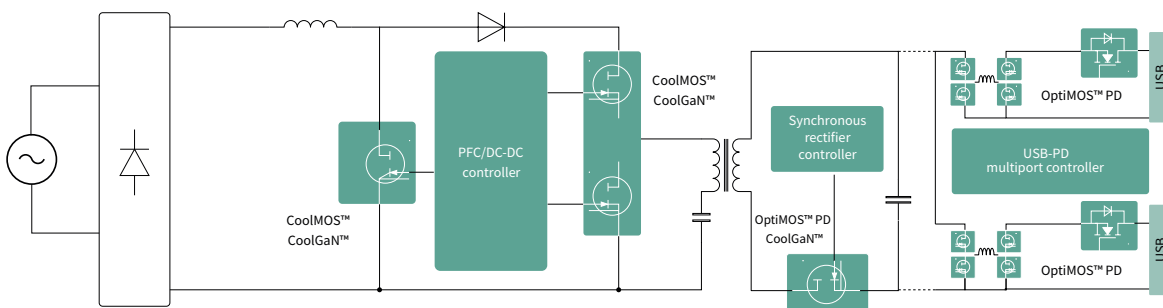 CoolMOS™
CoolGaN™
PFC/DC-DC
controller
CoolMOS™
CoolGaN™
Synchronous
rectifier
controller
OptiMOS™ PD
CoolGaN™
OptiMOS™ PD
USB
USB-PD
multiport controller
OptiMOS™ PD
USB